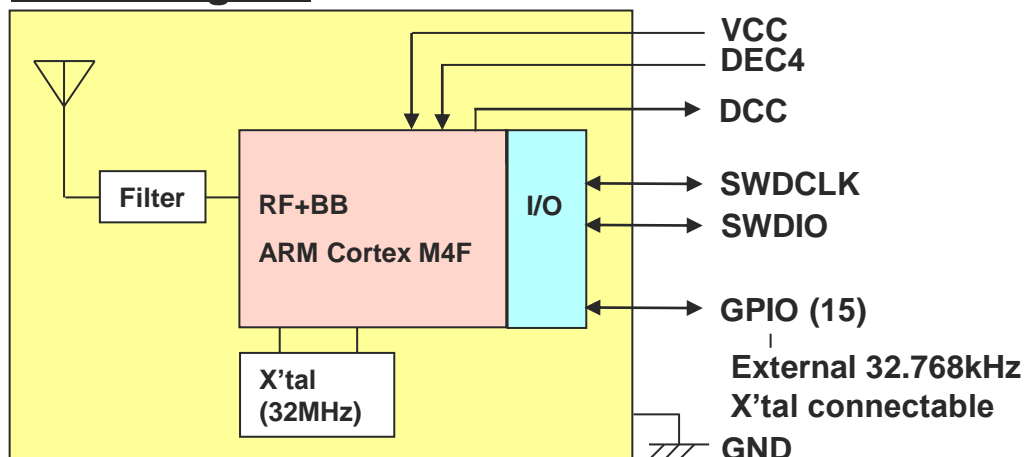 VCC
DEC4
DCC
Filter
RF+BB
ARM Cortex M4F
I/O
SWDCLK
SWDIO
GPIO (15)
External 32.768kHz
X'tal connectable
X'tal
(32MHz)
GND